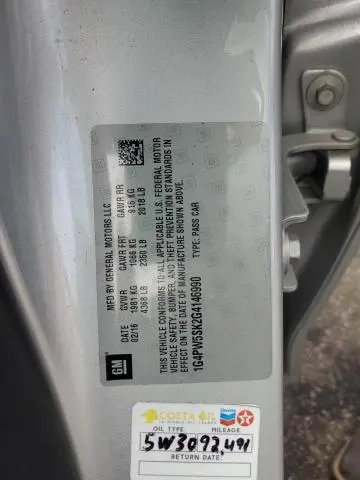 MFD BY GENERAL MOTORS LLC
DATE GVWR GAWR FRT GAWR RR
02/16 1981 KG 1066 KG 915 KG
4368 LB 2350 LB 2018 LB
THIS VEHICLE CONFORMS TO ALL APPLICABLE U.S. FEDERAL MOTOR
VEHICLE SAFETY, BUMPER, AND THEFT PREVENTION STANDARDS IN
EFFECT ON THE DATE OF MANUFACTURE SHOWN ABOVE.
1G4PW5SK2G4146990 TYPE: PASS CAR
GM
COSTA OIL
Chevron
TEXACO
OIL TYPE MILEAGE:
5W30 92,491
RETURN DATE: